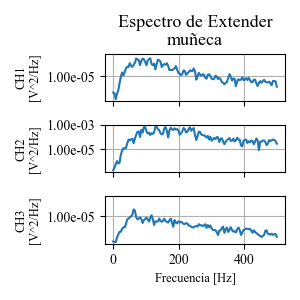 Espectro de Extender
muñeca
CH1
[V^2/Hz]
1.00e-05
CH2
[V^2/Hz]
1.00e-03
1.00e-05
CH3
[V^2/Hz]
1.00e-05
0
200
400
Frecuencia [Hz]